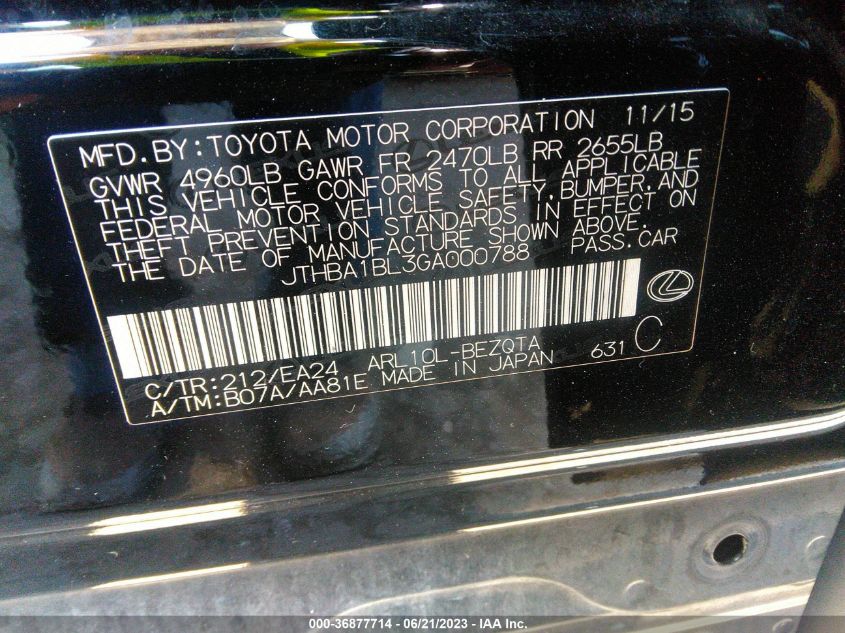 MFD.BY:TOYOTA MOTOR CORPORATION 11/15
GVWR 4960LB GAWR FR 2470LB RR 2655LB
THIS VEHICLE CONFORMS TO ALL APPLICABLE
FEDERAL MOTOR VEHICLE SAFETY,BUMPER,AND
THEFT PREVENTION STANDARDS IN EFFECT ON
THE DATE OF MANUFACTURE SHOWN ABOVE.
JTHBA1BL3GA000788 PASS.CAR
C/TR:212/EA24 ARL10L-BEZQTA 631 C
A/TM:B07A/AA81E MADE IN JAPAN
000-36877714 - 06/21/2023 - IAA Inc.